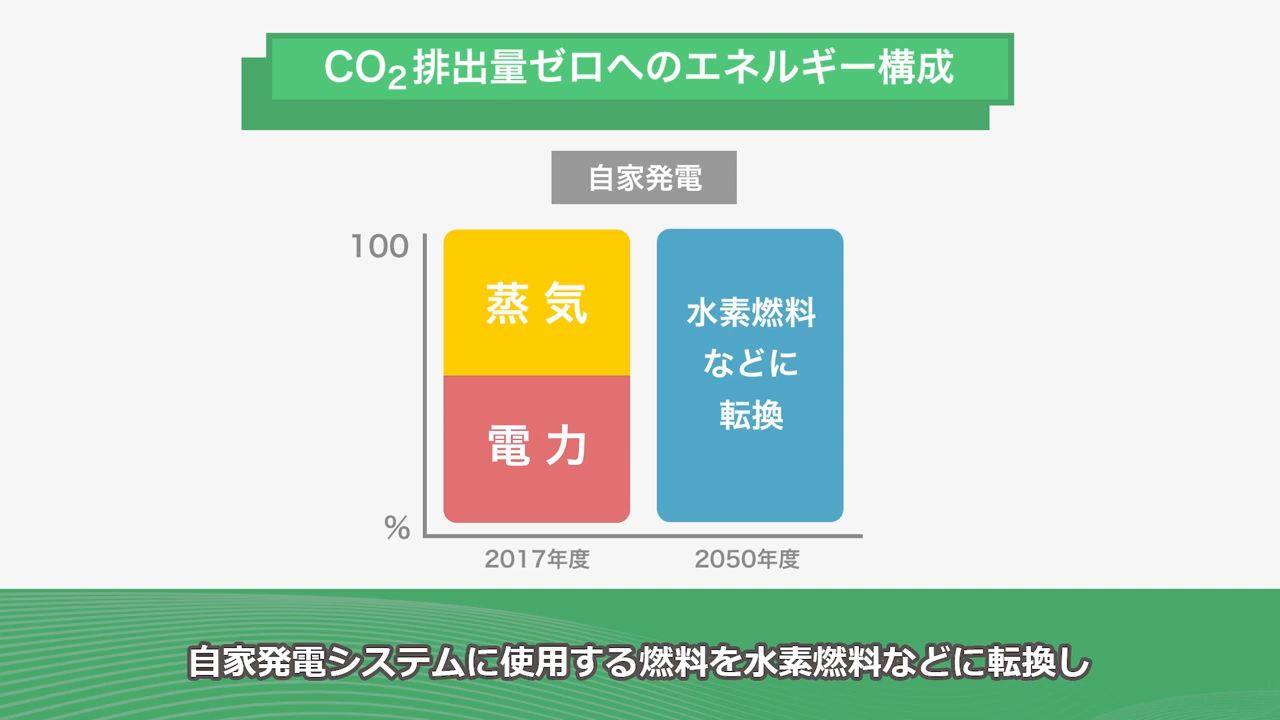 CO2排出量ゼロへのエネルギー構成
自家発電
100
蒸気
電力
水素燃料
などに
転換
%
2017年度
2050年度
自家発電システムに使用する燃料を水素燃料などに転換し